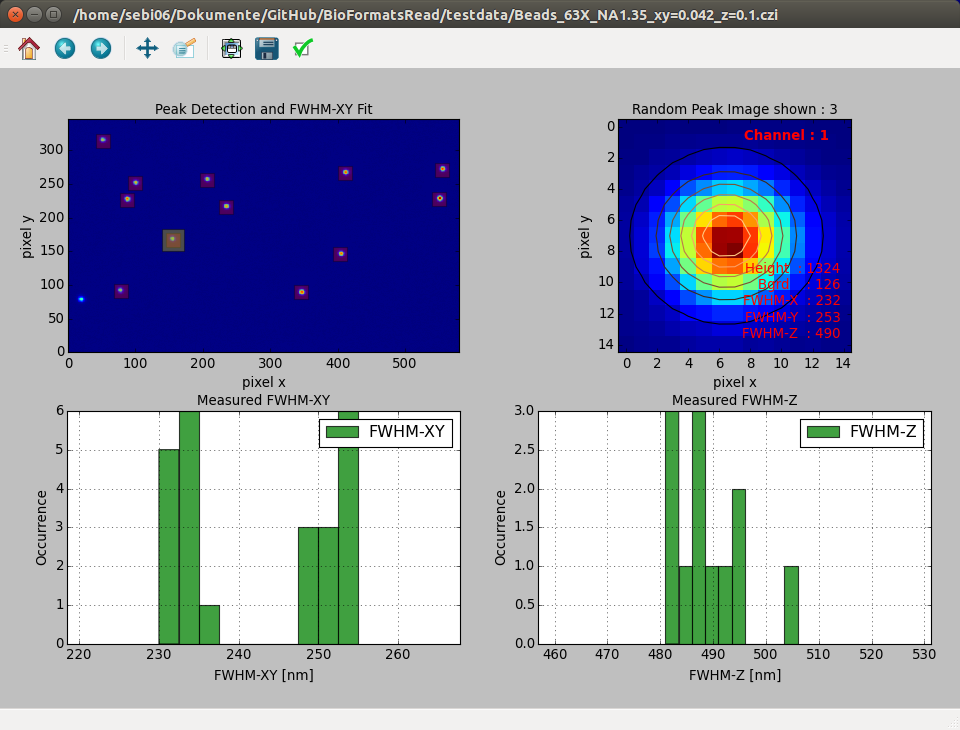 /home/sebi06/Dokumente/GitHub/BioFormatsRead/testdata/Beads_63X_NA1.35_xy=0.042_z=0.1.czi
Peak Detection and FWHM-XY Fit
pixel y
300
250
200
150
100
50
0
0 100 200 300 400 500
pixel x
Random Peak Image shown : 3
pixel y
0
2
4
6
8
10
12
14
Channel : 1
Height : 1324
: 126
: 232
FWHM-Y : 253
FWHM-Z : 490
0 2 4 6 8 10 12 14
pixel x
Measured FWHM-XY
Occurrence
6
5
4
3
2
1
0
FWHM-XY
220 230 240 250 260
FWHM-XY [nm]
Measured FWHM-Z
Occurrence
3.0
2.5
2.0
1.5
1.0
0.5
0.0
FWHM-Z
460 470 480 490 500 510 520 530
FWHM-Z [nm]